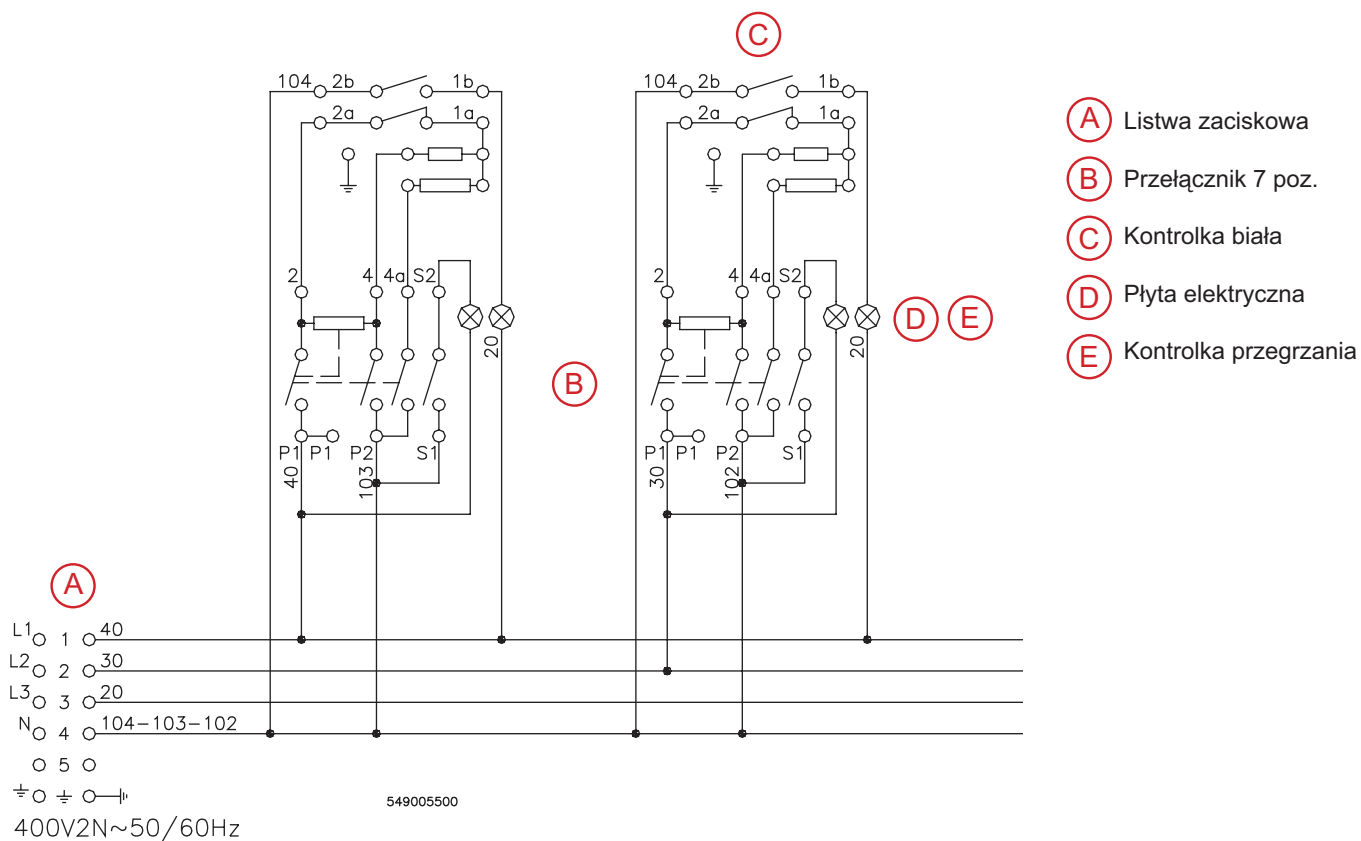 C
104 2b 1b
2a 1a
104 2b 1b
2a 1a
A Listwa zaciskowa
B Przełącznik 7 poz.
C Kontrolka biała
D Płyta elektryczna
E Kontrolka przegrzania
2 4 4a S2
20
2 4 4a S2
20
D E
B
P1 P1 P2 S1
40 103
P1 P1 P2 S1
30 102
A
L1 1 40
L2 2 30
L3 3 20
N 4 104-103-102
5
549005500
400V2N~50/60Hz